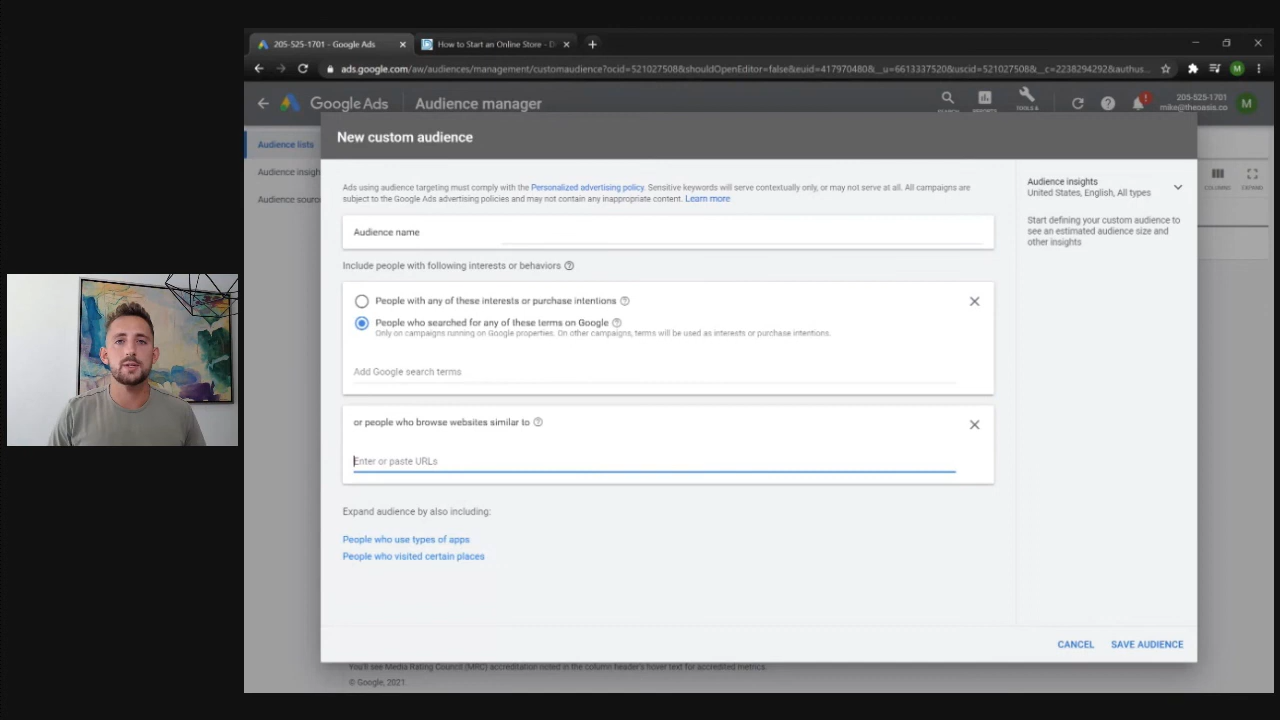 205-525-1701 - Google Ads
How to Start an Online Store - D
ads.google.com/aw/audiences/management/customaudience?ocid=521027508&shouldOpenEditor=false&euid=417970480&__u=6613337520&uscid=521027508&__c=2238294292&authus...
M
Google Ads
Audience manager
SEARCH
REPORTS
TOOLS &
205-525-1701
mike@theoasis.co
M
Audience lists
Audience insigh
Audience sourc
COLUMNS
EXPAND
New custom audience
Ads using audience targeting must comply with the Personalized advertising policy. Sensitive keywords will serve contextually only, or may not serve at all. All campaigns are
subject to the Google Ads advertising policies and may not contain any inappropriate content. Learn more
Audience name
Include people with following interests or behaviors
People with any of these interests or purchase intentions
People who searched for any of these terms on Google
Only on campaigns running on Google properties. On other campaigns, terms will be used as interests or purchase intentions.
Add Google search terms
or people who browse websites similar to
Enter or paste URLs
Expand audience by also including:
People who use types of apps
People who visited certain places
Audience insights
United States, English, All types
Start defining your custom audience to
see an estimated audience size and
other insights
CANCEL
SAVE AUDIENCE
You'll see Media Rating Council (MRC) accreditation noted in the column header's hover text for accredited metrics.
© Google, 2021